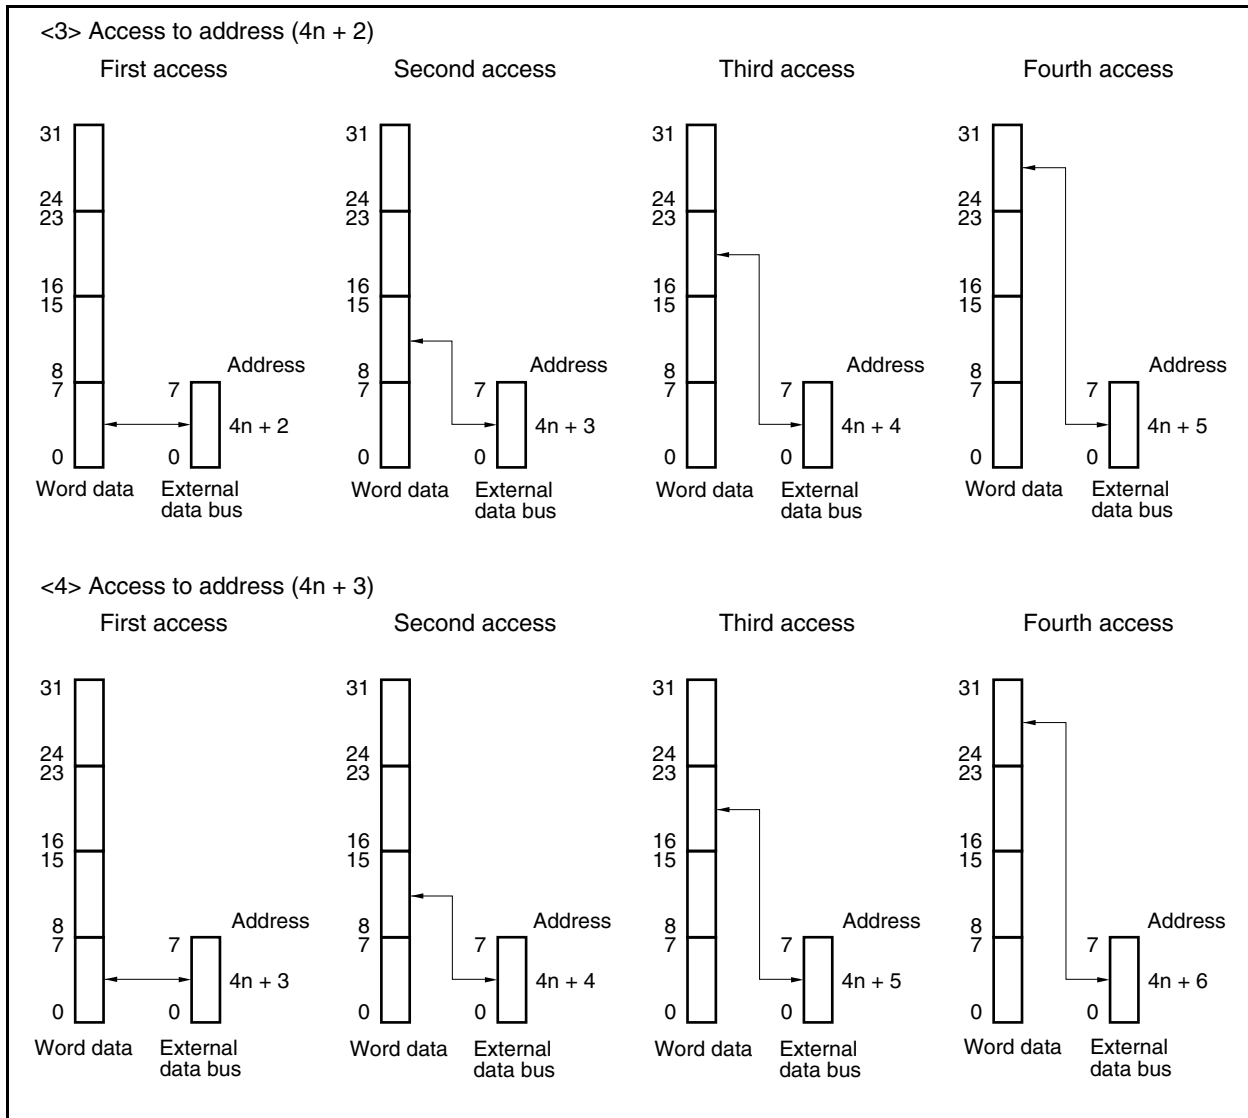 <3> Access to address (4n + 2)
First access Second access Third access Fourth access
31 31 31 31
24 24 24 24
23 23 23 23
16 16 16 16
15 15 15 15
Address Address Address Address
8 8 8 8
7 7 7 7 7 7 7 7
4n + 2 4n + 3 4n + 4 4n + 5
0 0 0 0 0 0 0 0
Word data External Word data External Word data External Word data External
data bus data bus data bus data bus
<4> Access to address (4n + 3)
First access Second access Third access Fourth access
31 31 31 31
24 24 24 24
23 23 23 23
16 16 16 16
15 15 15 15
Address Address Address Address
8 8 8 8
7 7 7 7 7 7 7 7
4n + 3 4n + 4 4n + 5 4n + 6
0 0 0 0 0 0 0 0
Word data External Word data External Word data External Word data External
data bus data bus data bus data bus